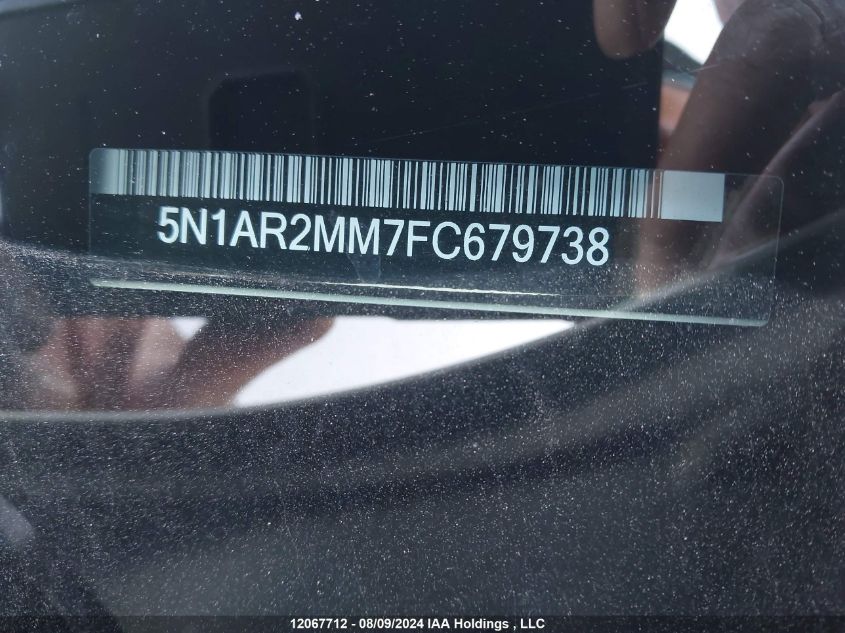 5N1AR2MM7FC679738
12067712 - 08/09/2024 IAA Holdings , LLC